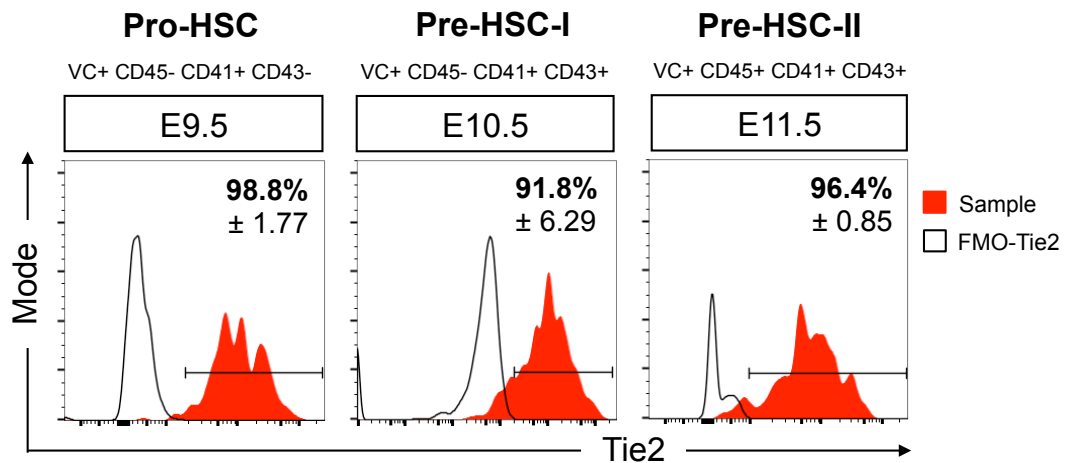 Pro-HSC
Pre-HSC-I
Pre-HSC-II
VC+ CD45- CD41+ CD43-
VC+ CD45- CD41+ CD43+
VC+ CD45+ CD41+ CD43+
E9.5
E10.5
E11.5
98.8%
± 1.77
91.8%
± 6.29
96.4%
± 0.85
Sample
FMO-Tie2
Mode
Tie2